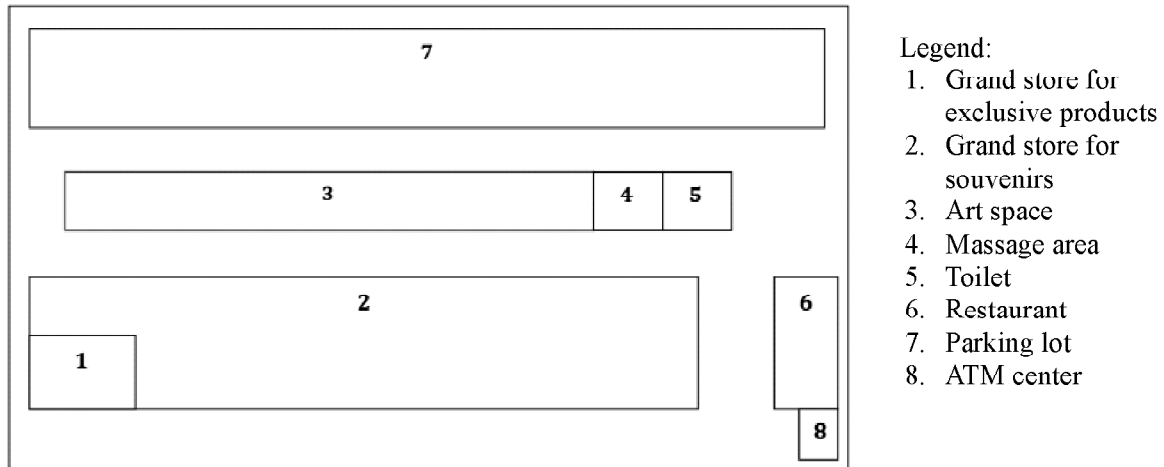 7
3
4
5
2
6
1
8
Legend:
1. Grand store for
exclusive products
2. Grand store for
souvenirs
3. Art space
4. Massage area
5. Toilet
6. Restaurant
7. Parking lot
8. ATM center